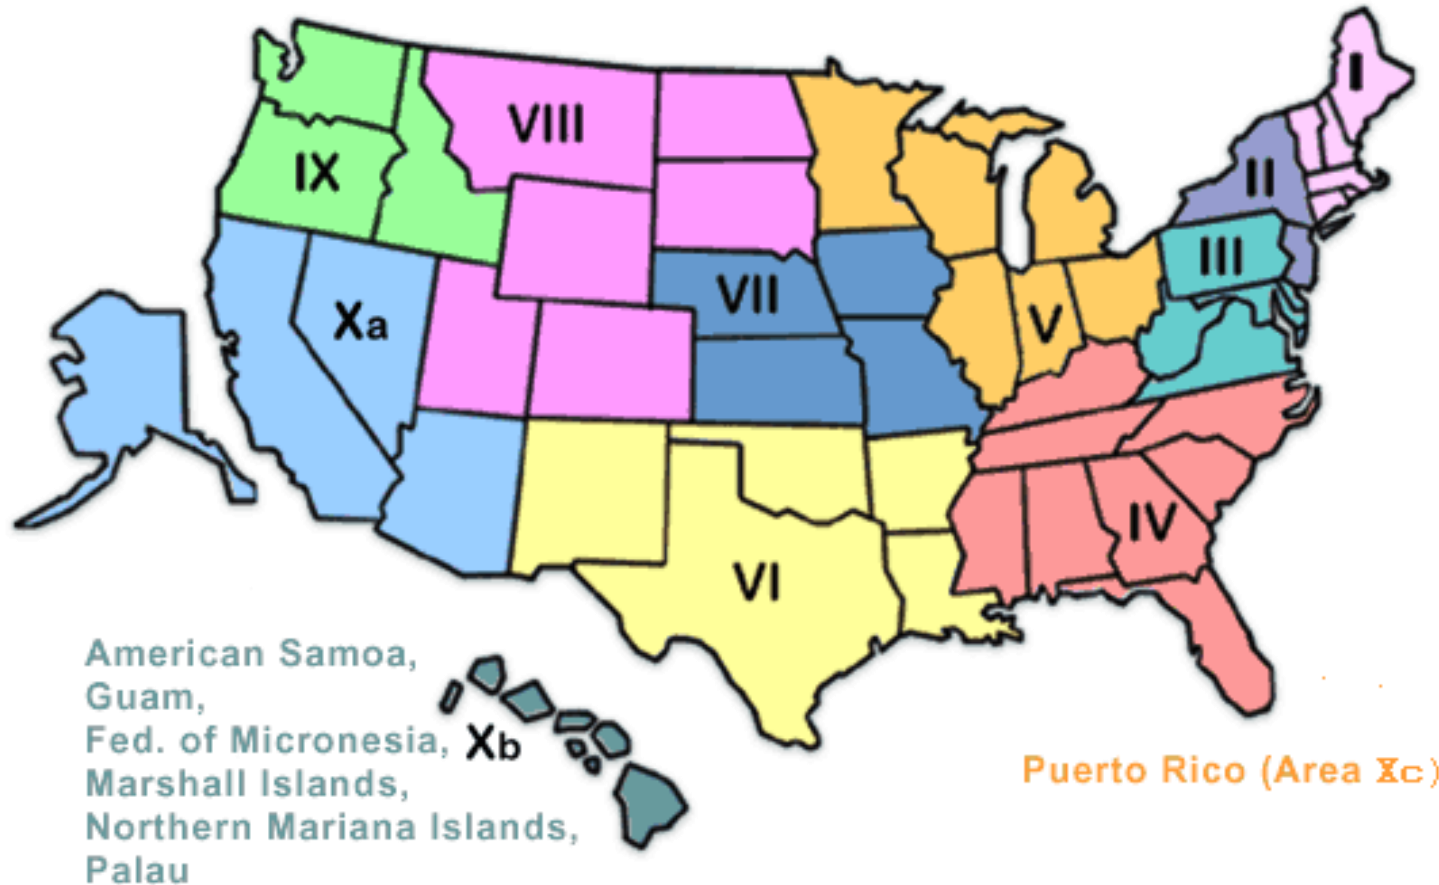 I
VIII
II
IX
III
VII
Xa
V
IV
VI
American Samoa,
Guam,
Fed. of Micronesia,
Xb
Marshall Islands,
Northern Mariana Islands,
Palau
Puerto Rico (Area Xc)